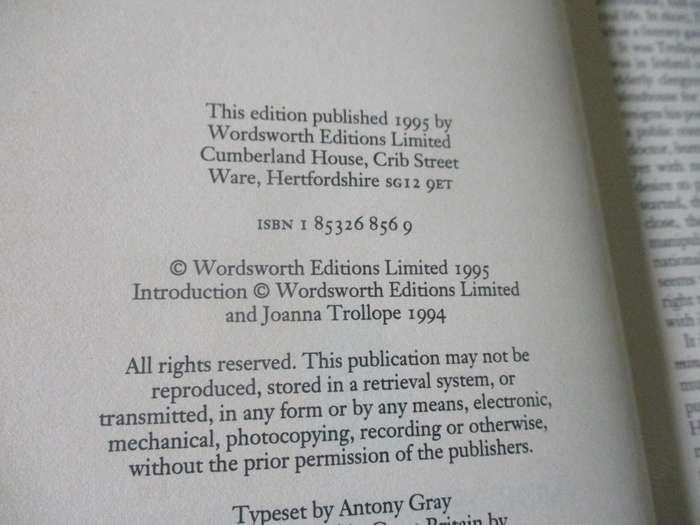 This edition published 1995 by
Wordsworth Editions Limited
Cumberland House, Crib Street
Ware, Hertfordshire SG12 9ET
ISBN 1 85326 856 9
© Wordsworth Editions Limited 1995
Introduction © Wordsworth Editions Limited
and Joanna Trollope 1994
All rights reserved. This publication may not be
reproduced, stored in a retrieval system, or
transmitted, in any form or by any means, electronic,
mechanical, photocopying, recording or otherwise,
without the prior permission of the publishers.
Typeset by Antony Gray
Great Britain by